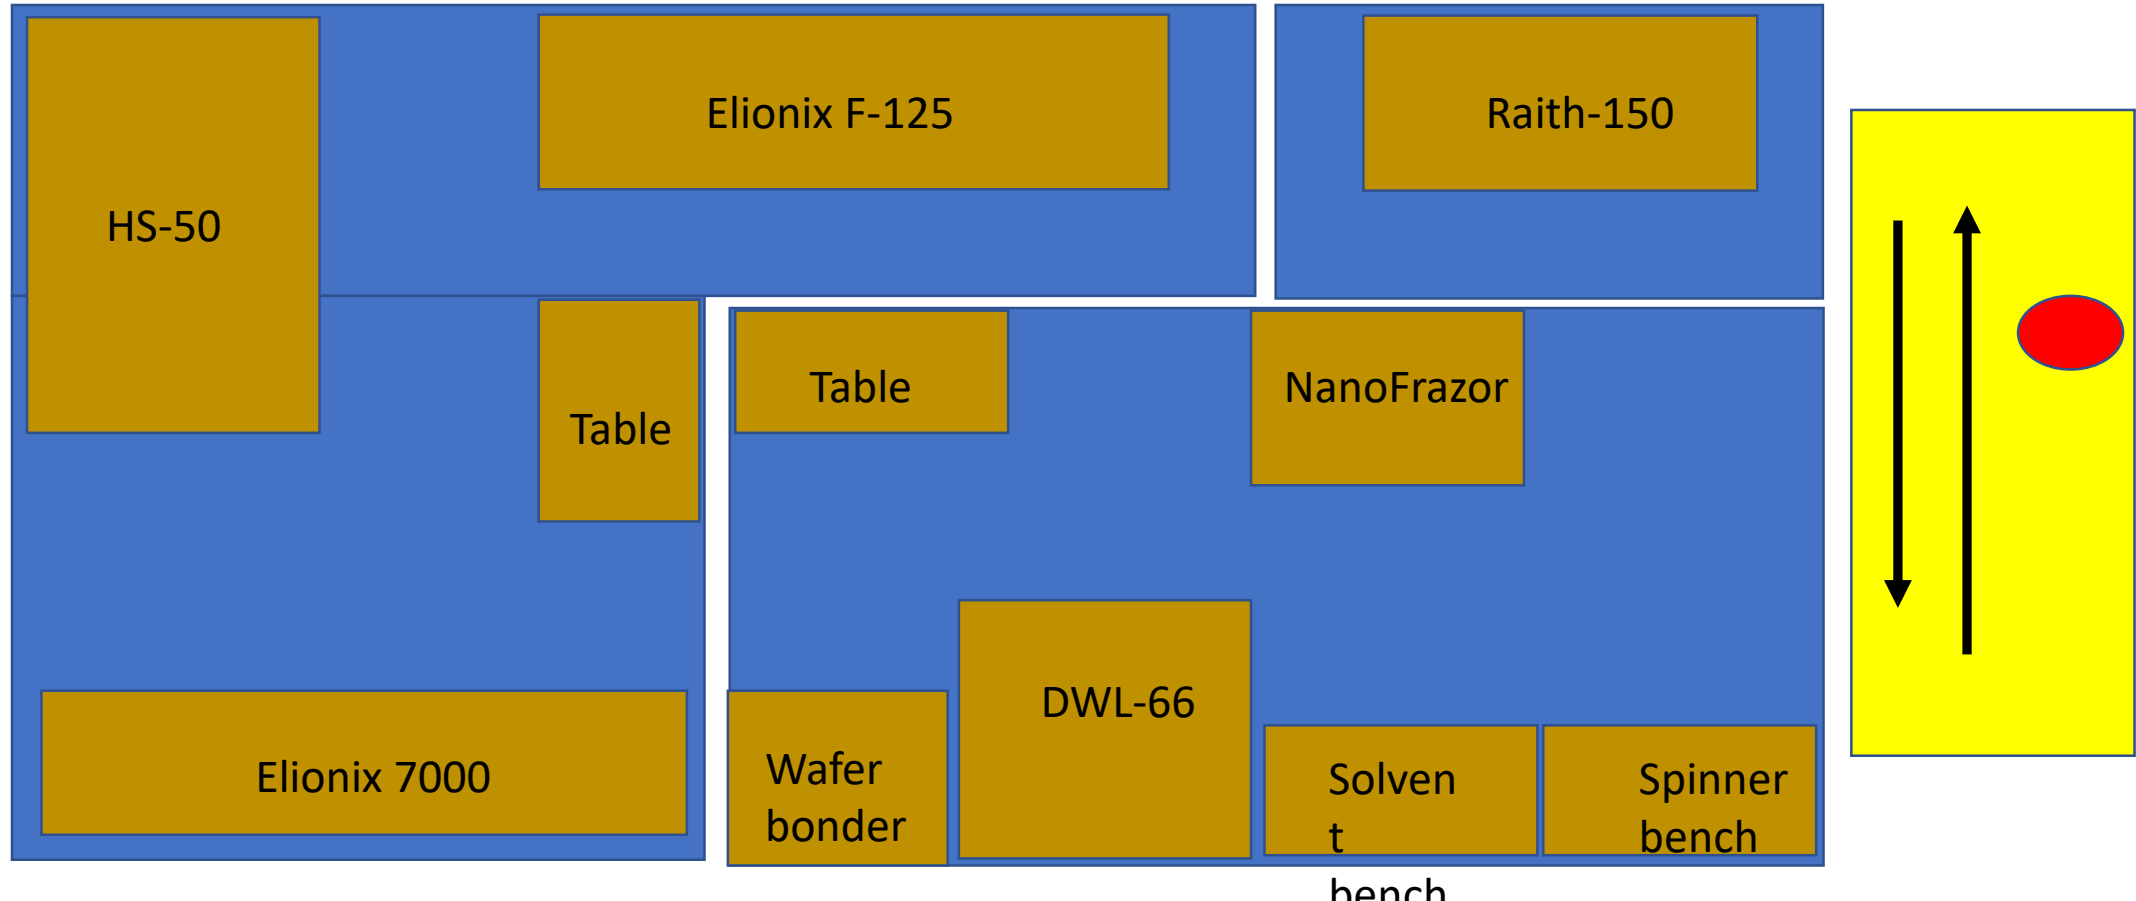 Elionix F-125
Raith-150
HS-50
Table
Table
NanoFrazor
Elionix 7000
Wafer
bonder
DWL-66
Solven
t
bench
Spinner
bench